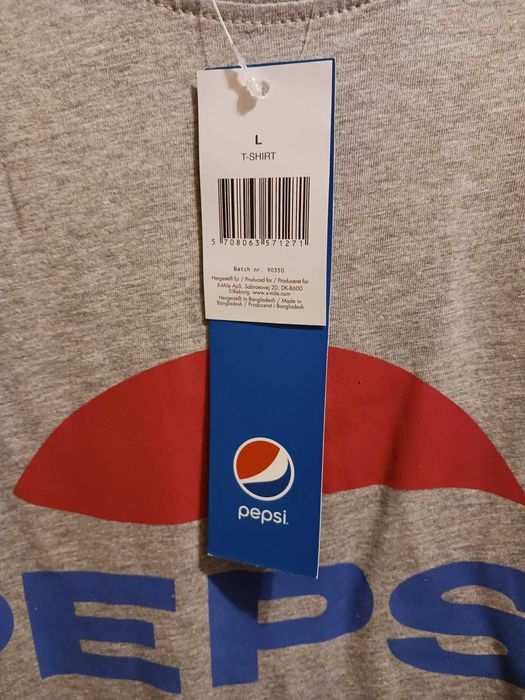 L
T-SHIRT
5 708063 571271
Batch nr. 90350
Hergestellt für / Produced for / Produceret for
X-Mile ApS, Sabroesvej 20, DK-8600
Silkeborg. www.x-mile.com
Hergestellt in Bangladesh / Made in
Bangladesh / Produceret i Bangladesh
pepsi
PEPS